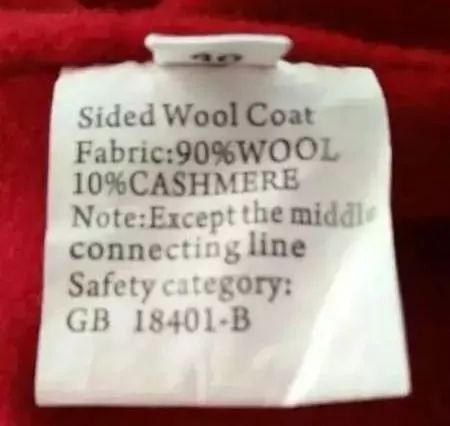 Sided Wool Coat
Fabric:90%WOOL
10%CASHMERE
Note:Except the middle
connecting line
Safety category:
GB 18401-B